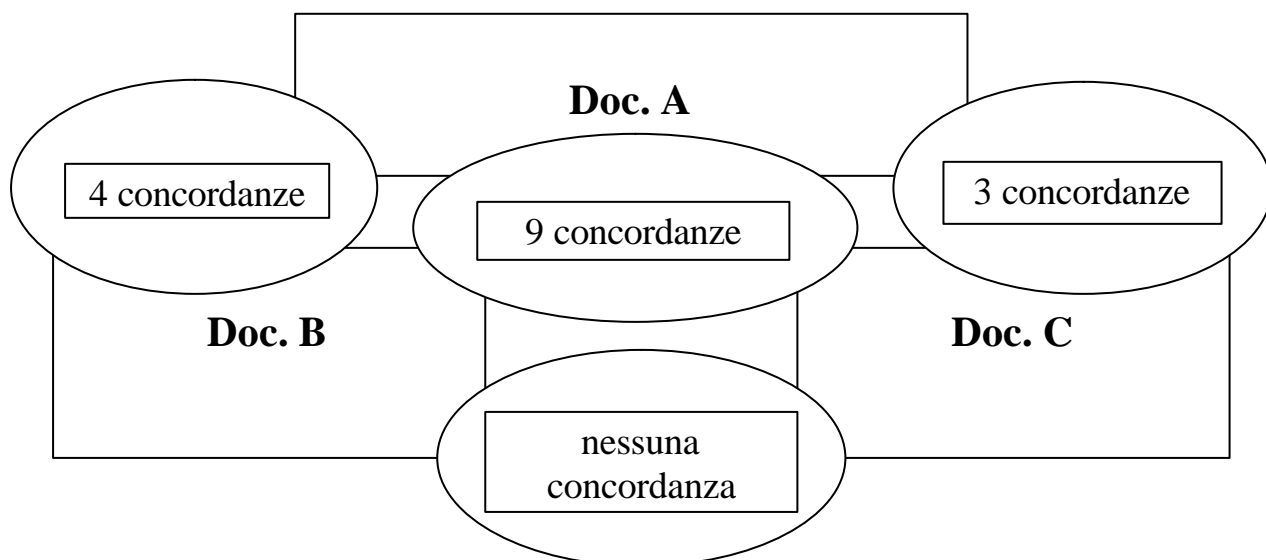 Doc. A
4 concordanze
9 concordanze
3 concordanze
Doc. B
Doc. C
nessuna
concordanza